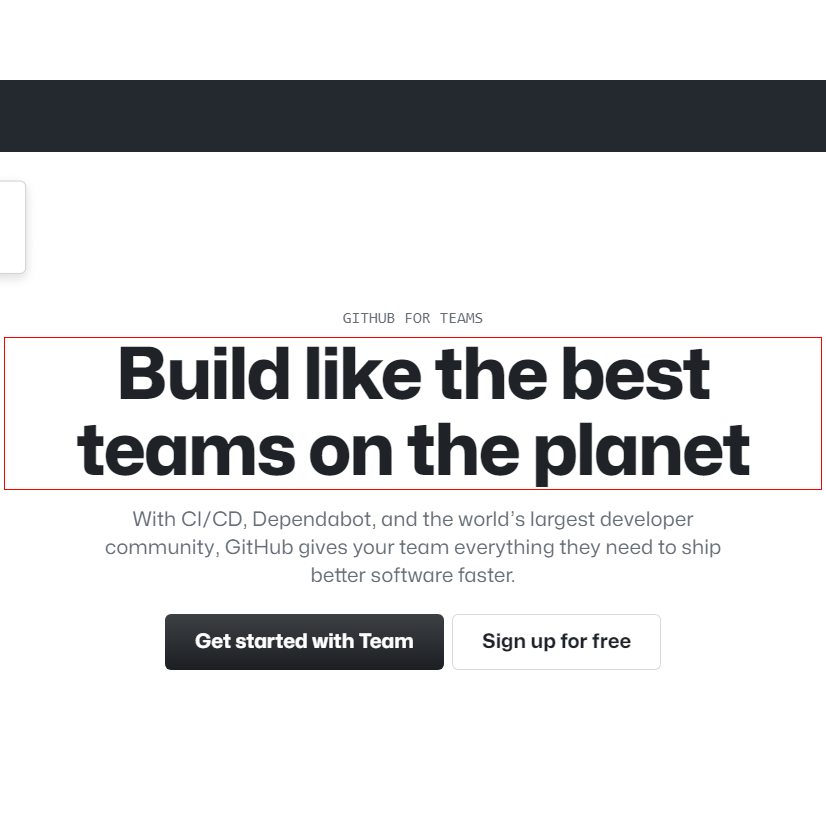 GITHUB FOR TEAMS
Build like the best
teams on the planet
With CI/CD, Dependabot, and the world’s largest developer
community, GitHub gives your team everything they need to ship
better software faster.
Get started with Team
Sign up for free